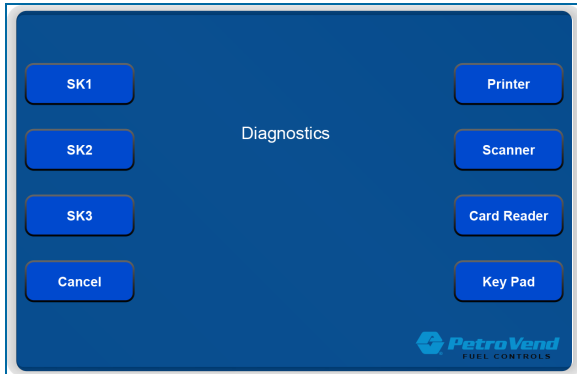 SK1
Printer
Diagnostics
SK2
Scanner
SK3
Card Reader
Cancel
Key Pad
PetroVend
FUEL CONTROLS